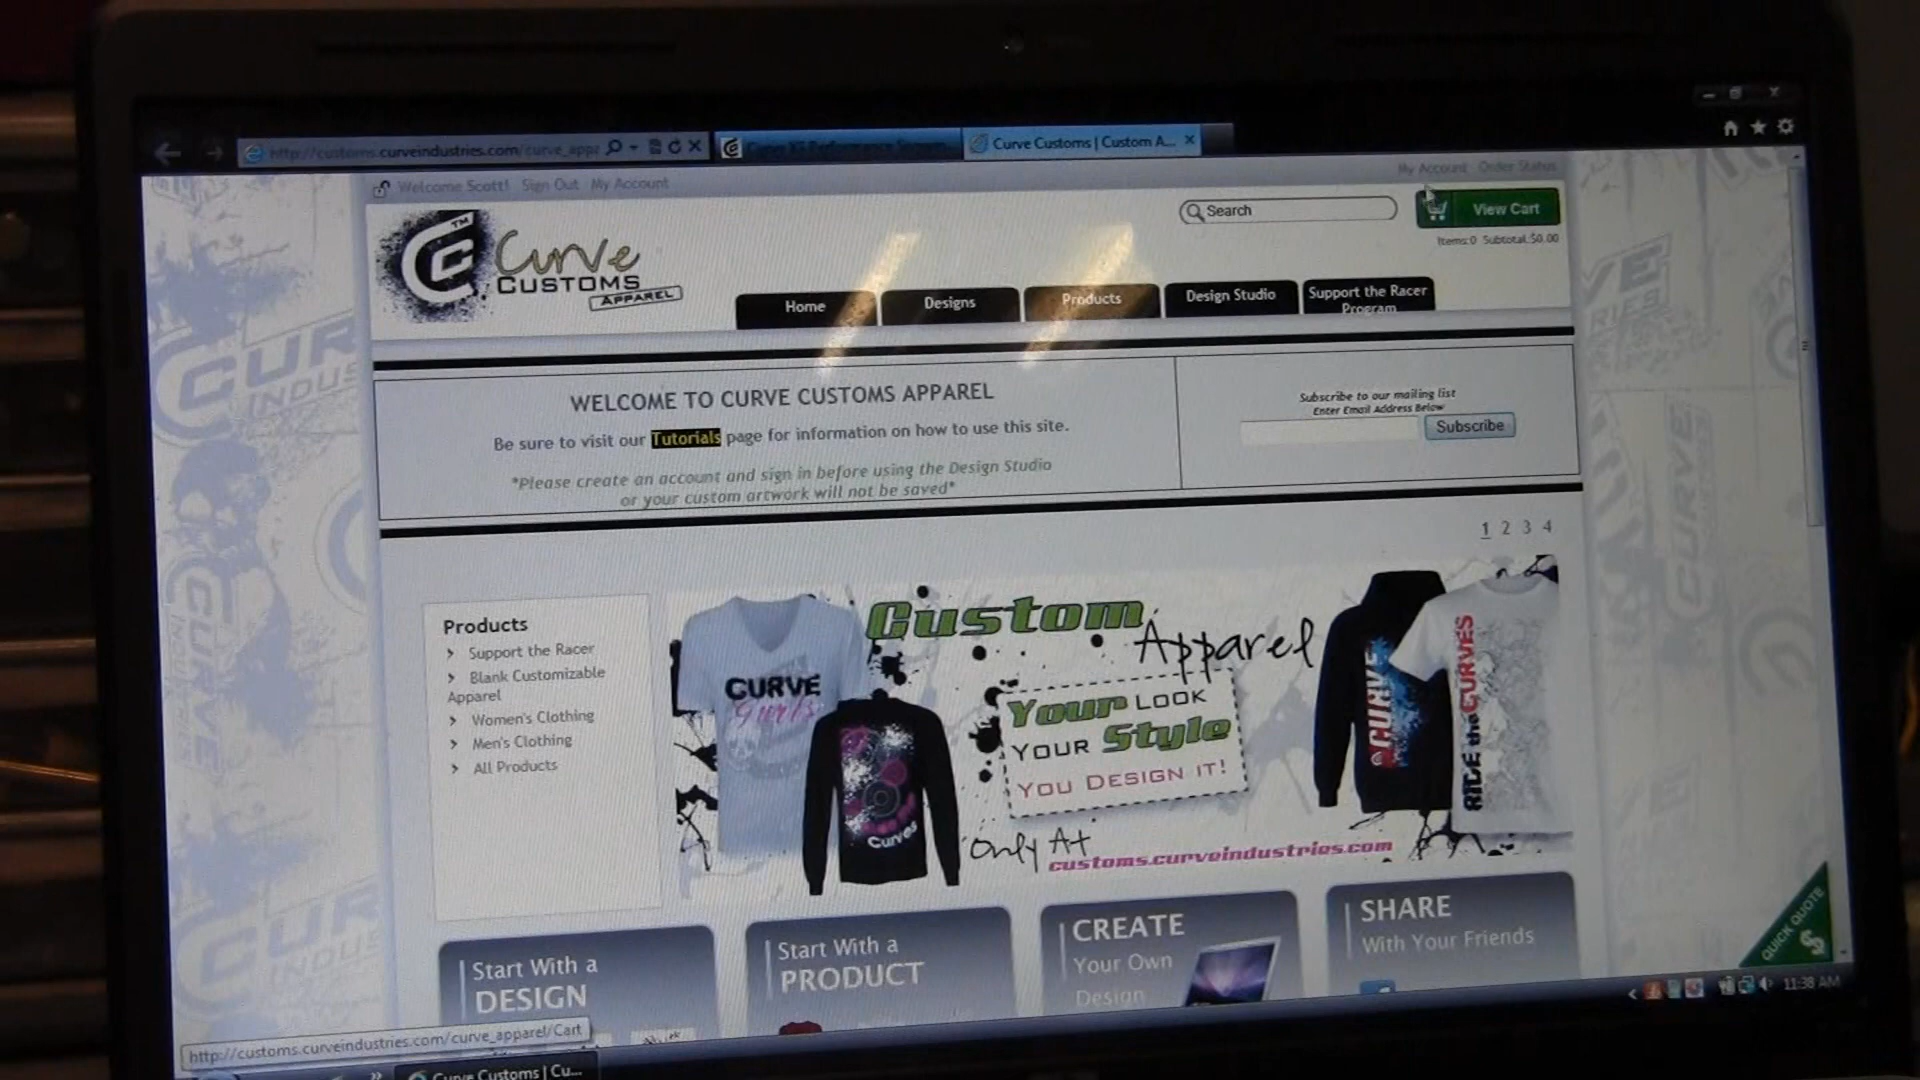 http://customs.curveindustries.com/curve_appa
Curve Customs | Custom A...
Welcome Scott! Sign Out My Account
My Account Order Status
Search
View Cart
Items:0 Subtotal:$0.00
Curve
CUSTOMS
APPAREL
Home
Designs
Products
Design Studio
Support the Racer
Program
WELCOME TO CURVE CUSTOMS APPAREL
Be sure to visit our Tutorials page for information on how to use this site.
*Please create an account and sign in before using the Design Studio
or your custom artwork will not be saved*
Subscribe to our mailing list
Enter Email Address Below
Subscribe
1 2 3 4
Products
> Support the Racer
> Blank Customizable
Apparel
> Women's Clothing
> Men's Clothing
> All Products
Custom
Apparel
Your LOOK
YOUR Style
YOU DESIGN IT!
Only At
customs.curveindustries.com
CURVE
Gurls
Curves
CURVE
RIDE the CURVES
Start With a
DESIGN
Start With a
PRODUCT
CREATE
Your Own
Design
SHARE
With Your Friends
QUICK QUOTE
http://customs.curveindustries.com/curve_apparel/Cart
Curve Customs | Cu...
11:38 AM